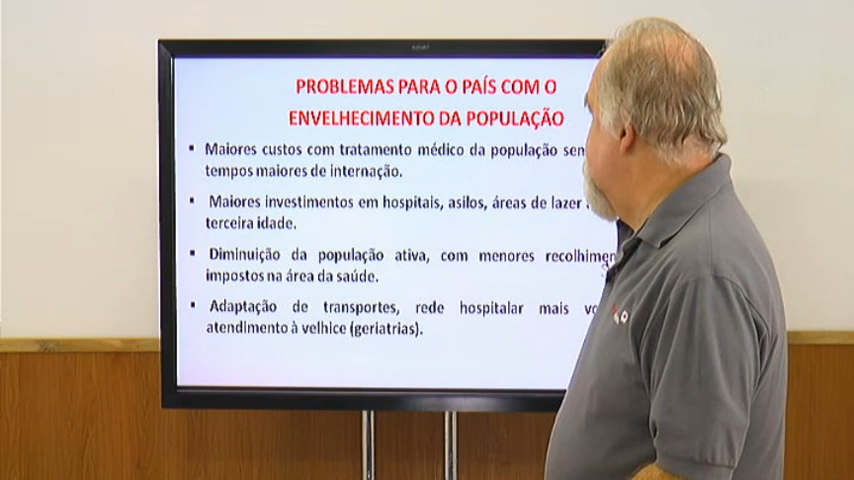 PROBLEMAS PARA O PAÍS COM O
ENVELHECIMENTO DA POPULAÇÃO
▪ Maiores custos com tratamento médico da população
tempos maiores de internação.
▪ Maiores investimentos em hospitais, asilos, áreas de lazer
terceira idade.
▪ Diminuição da população ativa, com menores
impostos na área da saúde.
▪ Adaptação de transportes, rede hospitalar mais
atendimento à velhice (geriatrias).